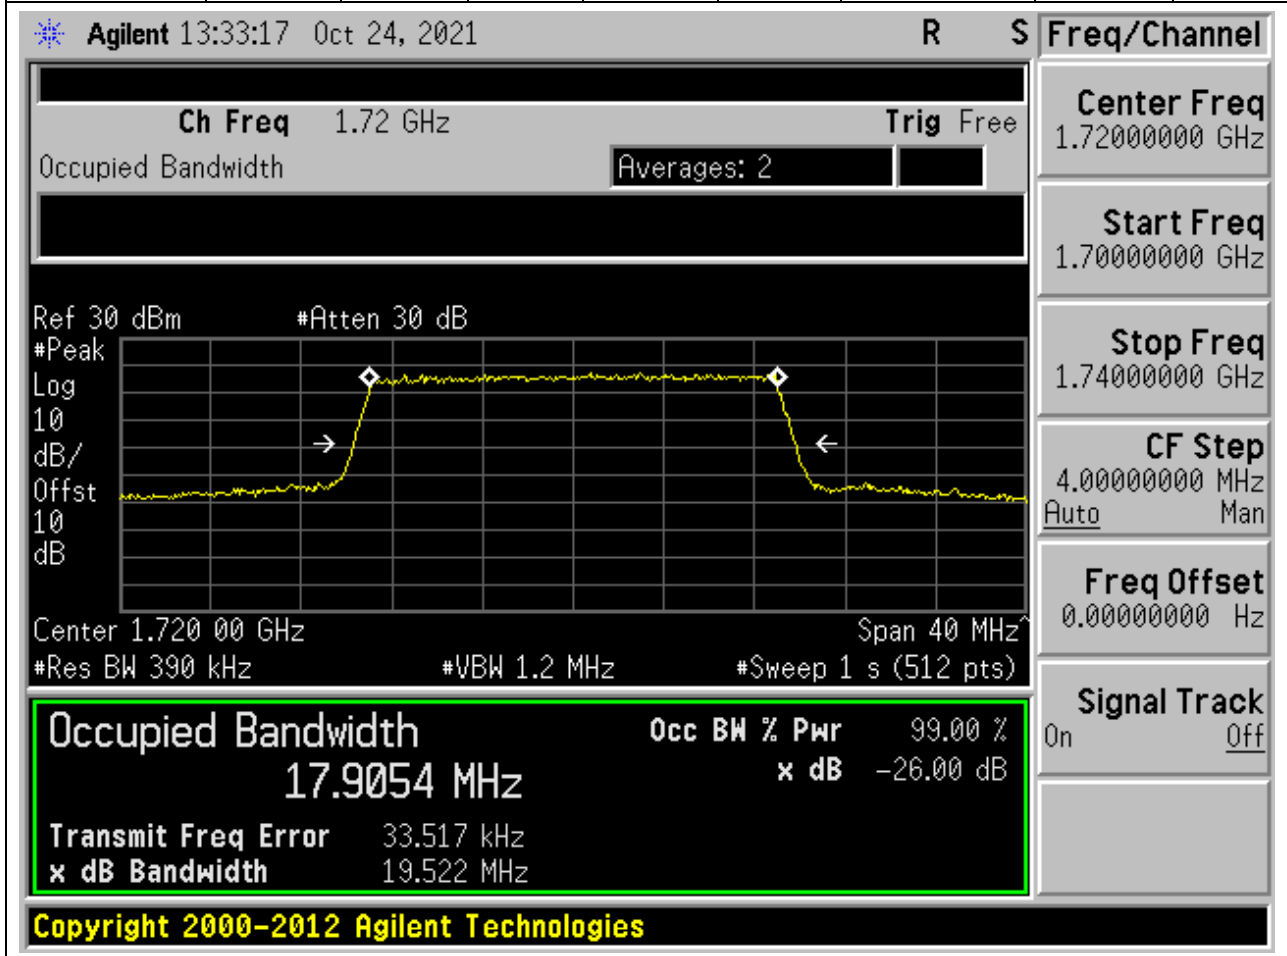 Agilent 13:33:17 Oct 24, 2021 R S Freq/Channel
Ch Freq 1.72 GHz Trig Free
Occupied Bandwidth Averages: 2
Center Freq
1.72000000 GHz
Start Freq
1.70000000 GHz
Stop Freq
1.74000000 GHz
CF Step
4.00000000 MHz
Auto Man
Freq Offset
0.00000000 Hz
Signal Track
On Off
Ref 30 dBm #Atten 30 dB
#Peak
Log
10
dB/
Offst
10
dB
Center 1.720 00 GHz Span 40 MHz^
#Res BW 390 kHz #VBW 1.2 MHz #Sweep 1 s (512 pts)
Occupied Bandwidth Occ BW % Pwr 99.00 %
17.9054 MHz x dB -26.00 dB
Transmit Freq Error 33.517 kHz
x dB Bandwidth 19.522 MHz
Copyright 2000-2012 Agilent Technologies